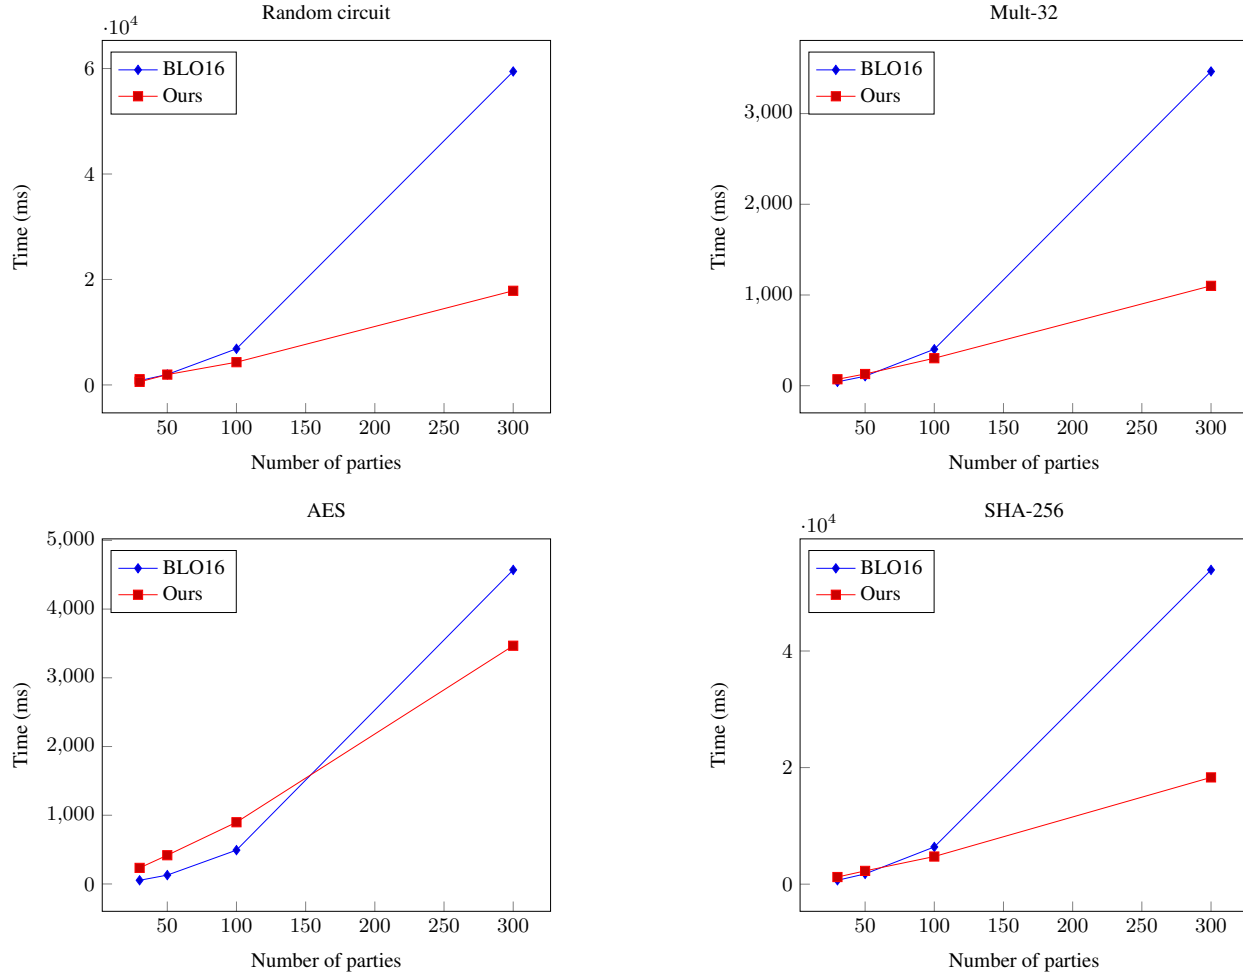 Random circuit
·10^4
6
4
2
0
50 100 150 200 250 300
Number of parties
Time (ms)
BLO16
Ours
Mult-32
3,000
2,000
1,000
0
50 100 150 200 250 300
Number of parties
Time (ms)
BLO16
Ours
AES
5,000
4,000
3,000
2,000
1,000
0
50 100 150 200 250 300
Number of parties
Time (ms)
BLO16
Ours
SHA-256
·10^4
4
2
0
50 100 150 200 250 300
Number of parties
Time (ms)
BLO16
Ours